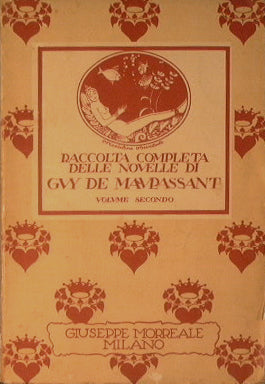 RACCOLTA COMPLETA
DELLE NOVELLE DI
GVY DE MAVPASSANT
VOLVME SECONDO
GIUSEPPE MORREALE
MILANO